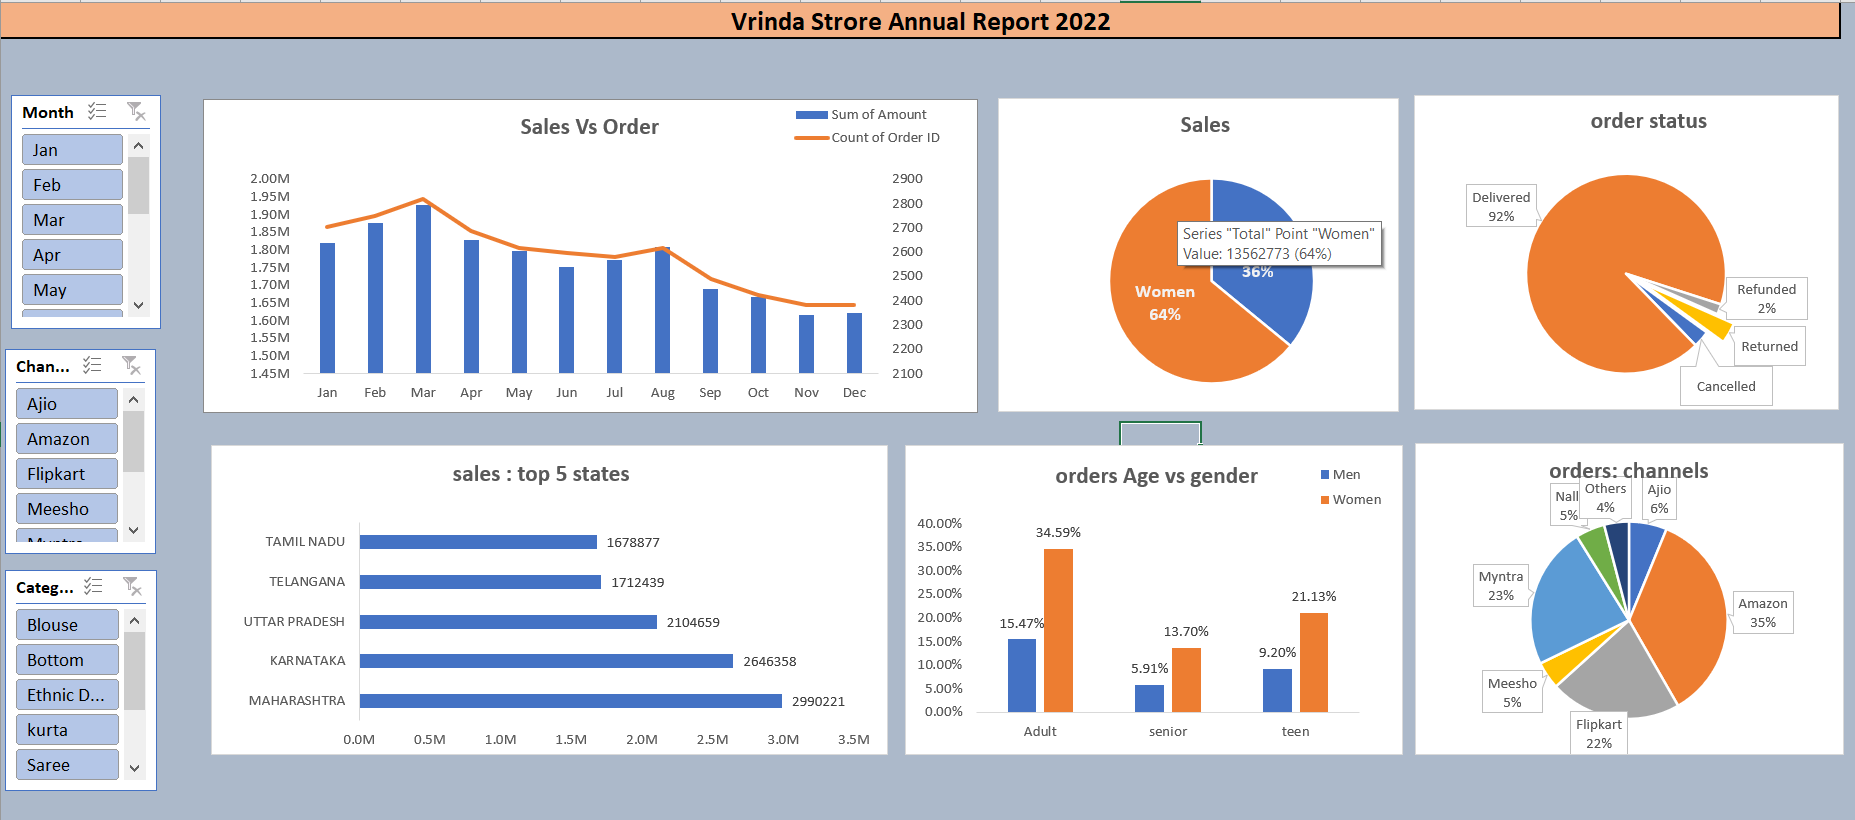 Vrinda Strore Annual Report 2022
Month
Jan
Feb
Mar
Apr
May
Chan...
Ajio
Amazon
Flipkart
Meesho
Myntra
Categ...
Blouse
Bottom
Ethnic D...
kurta
Saree
Sales Vs Order
Sum of Amount
Count of Order ID
2.00M
1.95M
1.90M
1.85M
1.80M
1.75M
1.70M
1.65M
1.60M
1.55M
1.50M
1.45M
2900
2800
2700
2600
2500
2400
2300
2200
2100
Jan Feb Mar Apr May Jun Jul Aug Sep Oct Nov Dec
Sales
Series "Total" Point "Women"
Value: 13562773 (64%)
36%
Women
64%
order status
Delivered
92%
Refunded
2%
Returned
Cancelled
sales : top 5 states
TAMIL NADU 1678877
TELANGANA 1712439
UTTAR PRADESH 2104659
KARNATAKA 2646358
MAHARASHTRA 2990221
0.0M 0.5M 1.0M 1.5M 2.0M 2.5M 3.0M 3.5M
orders Age vs gender
Men
Women
40.00%
35.00%
30.00%
25.00%
20.00%
15.00%
10.00%
5.00%
0.00%
15.47% 34.59%
5.91% 13.70%
9.20% 21.13%
Adult senior teen
orders: channels
Nall
5%
Others
4%
Ajio
6%
Myntra
23%
Amazon
35%
Meesho
5%
Flipkart
22%